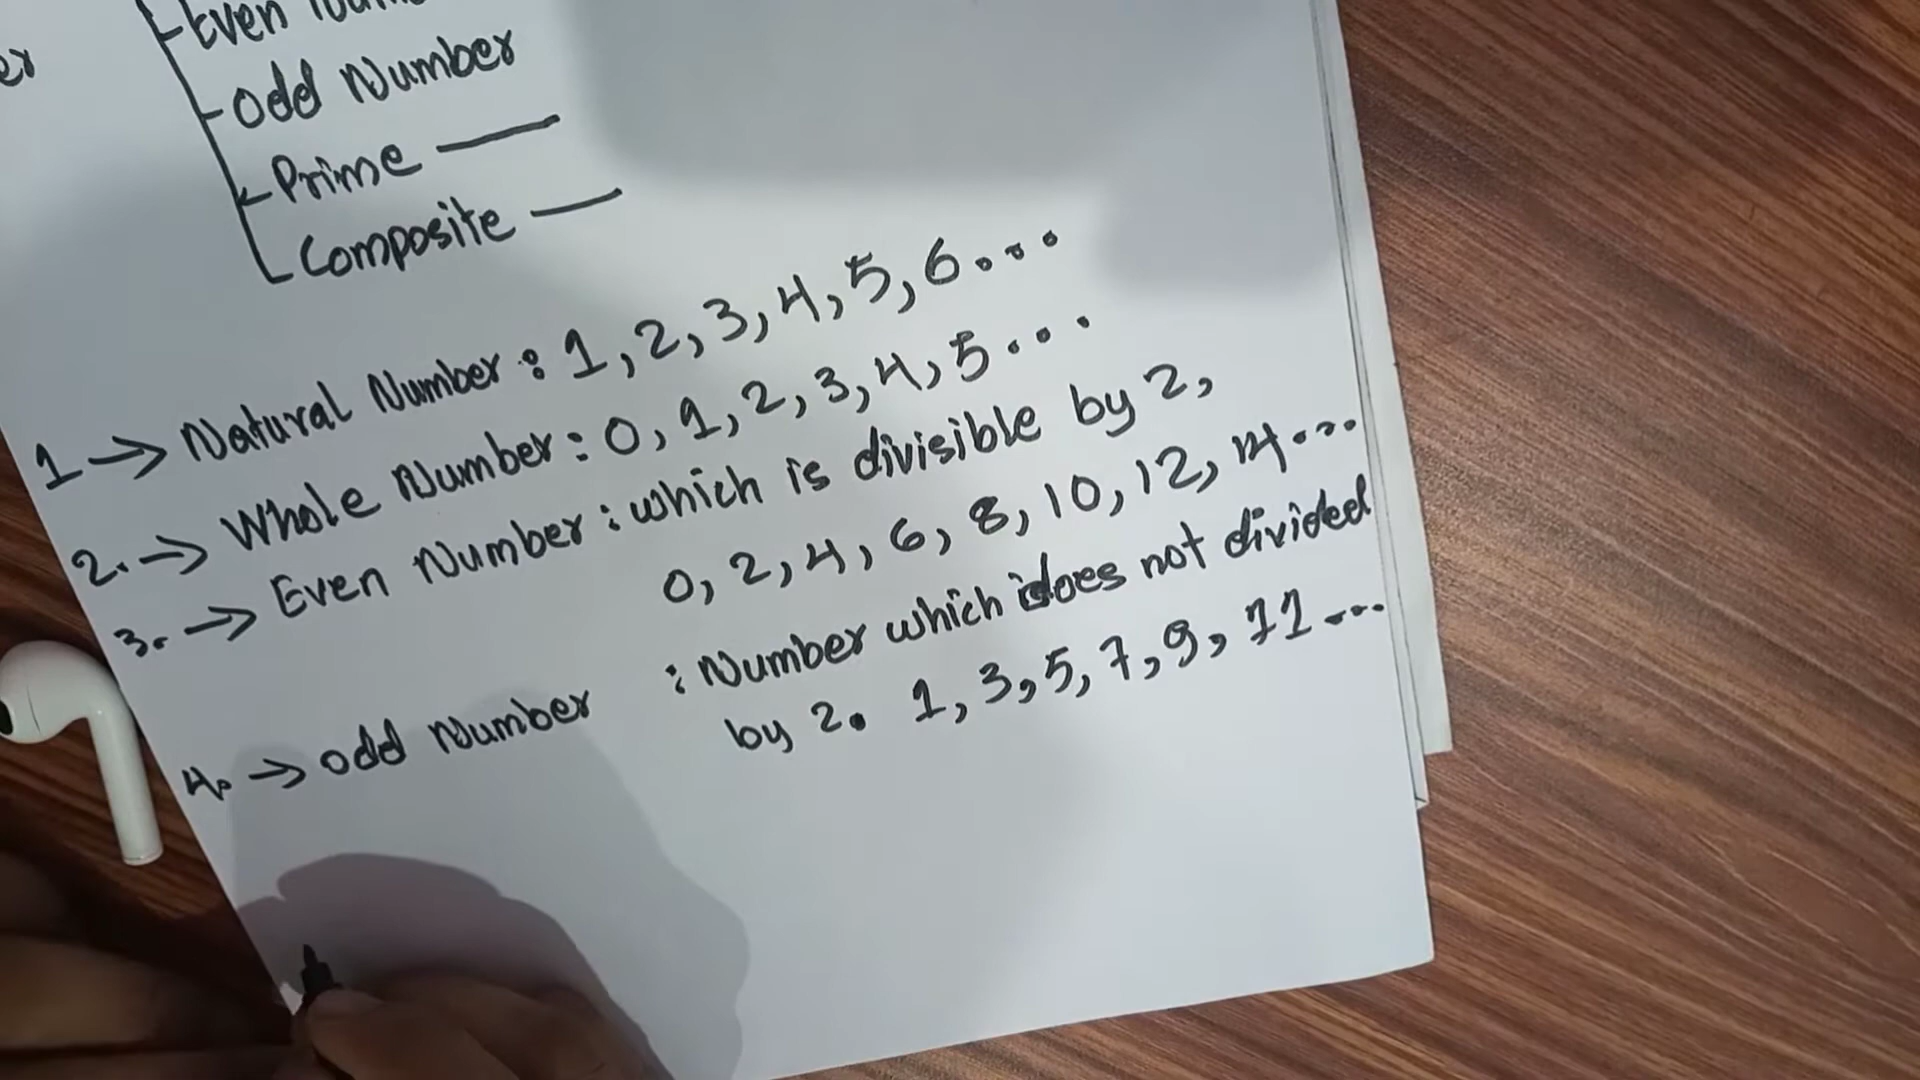 er
Even
Odd Number
Prime —
Composite —
1 → Natural Number : 1, 2, 3, 4, 5, 6...
2. → Whole Number : 0, 1, 2, 3, 4, 5...
3. → Even Number : which is divisible by 2,
0, 2, 4, 6, 8, 10, 12, 14...
4. → odd Number : Number which does not divided
by 2. 1, 3, 5, 7, 9, 11...